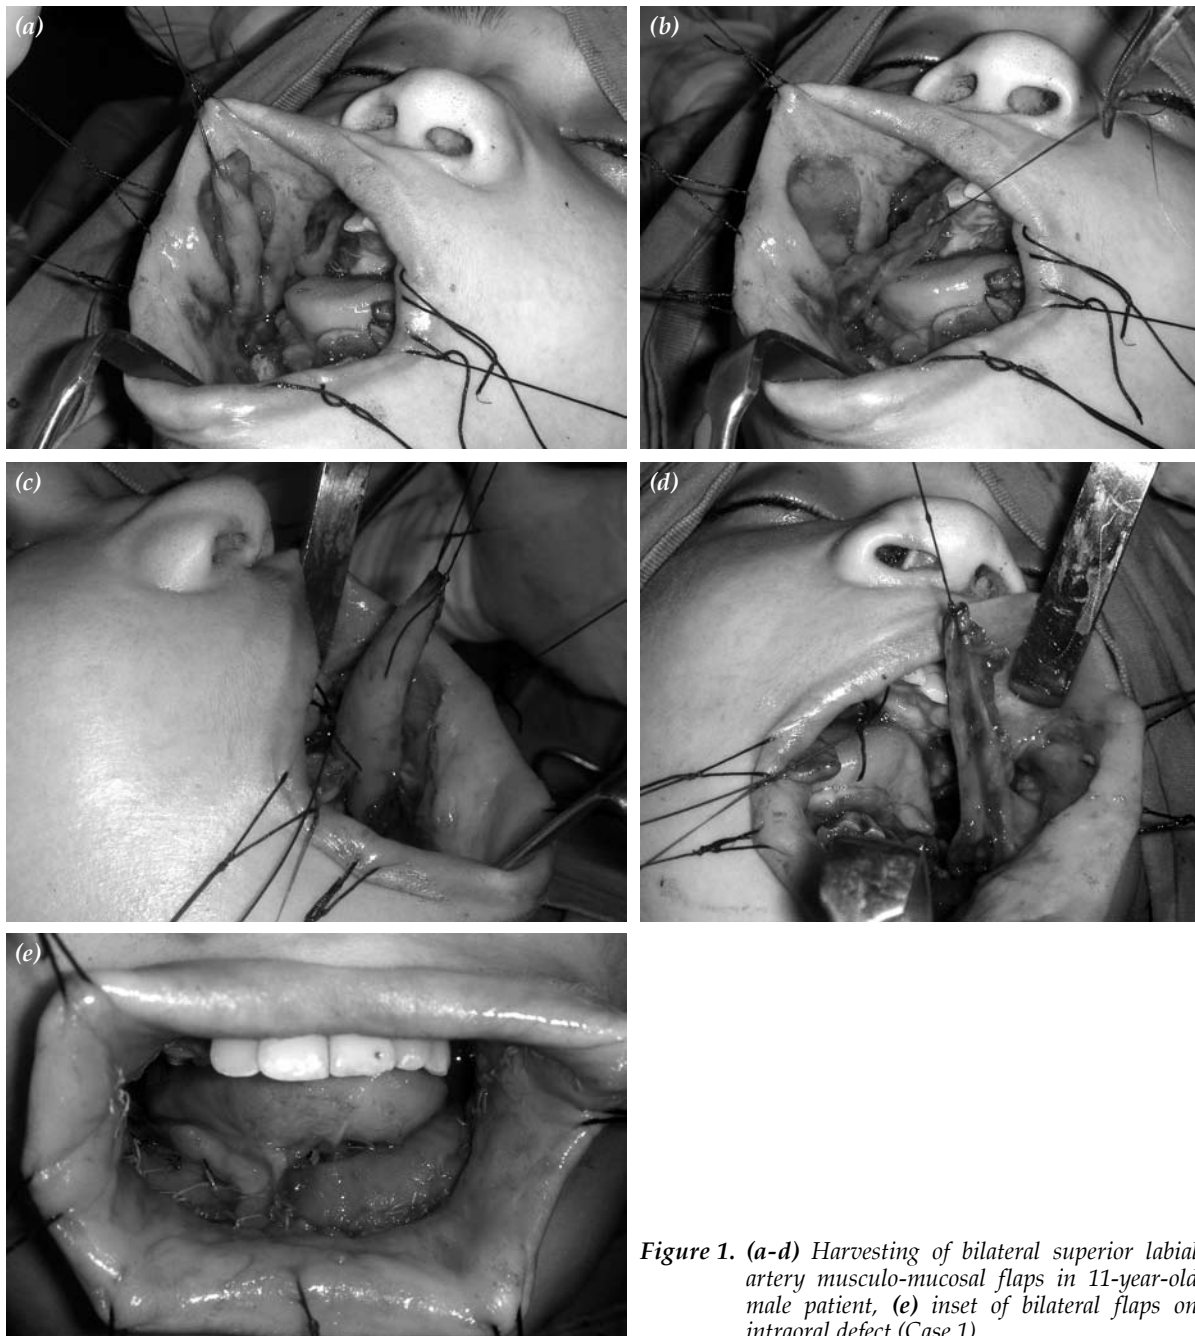 (a)
(b)
(c)
(d)
(e)
Figure 1. (a-d) Harvesting of bilateral superior labial
artery musculo-mucosal flaps in 11-year-old
male patient, (e) inset of bilateral flaps on
intraoral defect (Case 1)